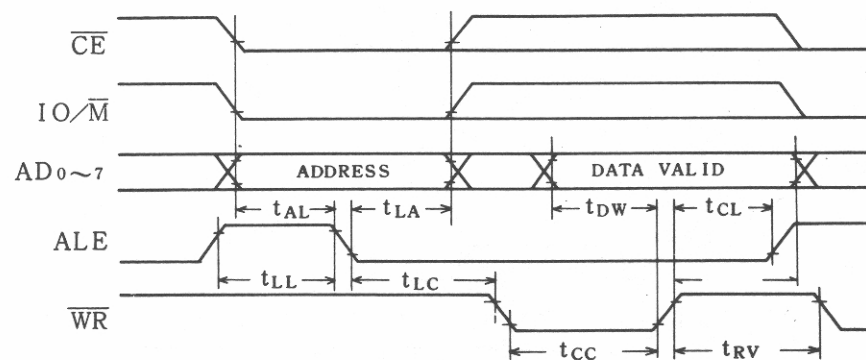 CE
IO/M
AD0~7 ADDRESS DATA VALID
tAL tLA tDW tCL
ALE
tLL tLC
WR
tCC tRV